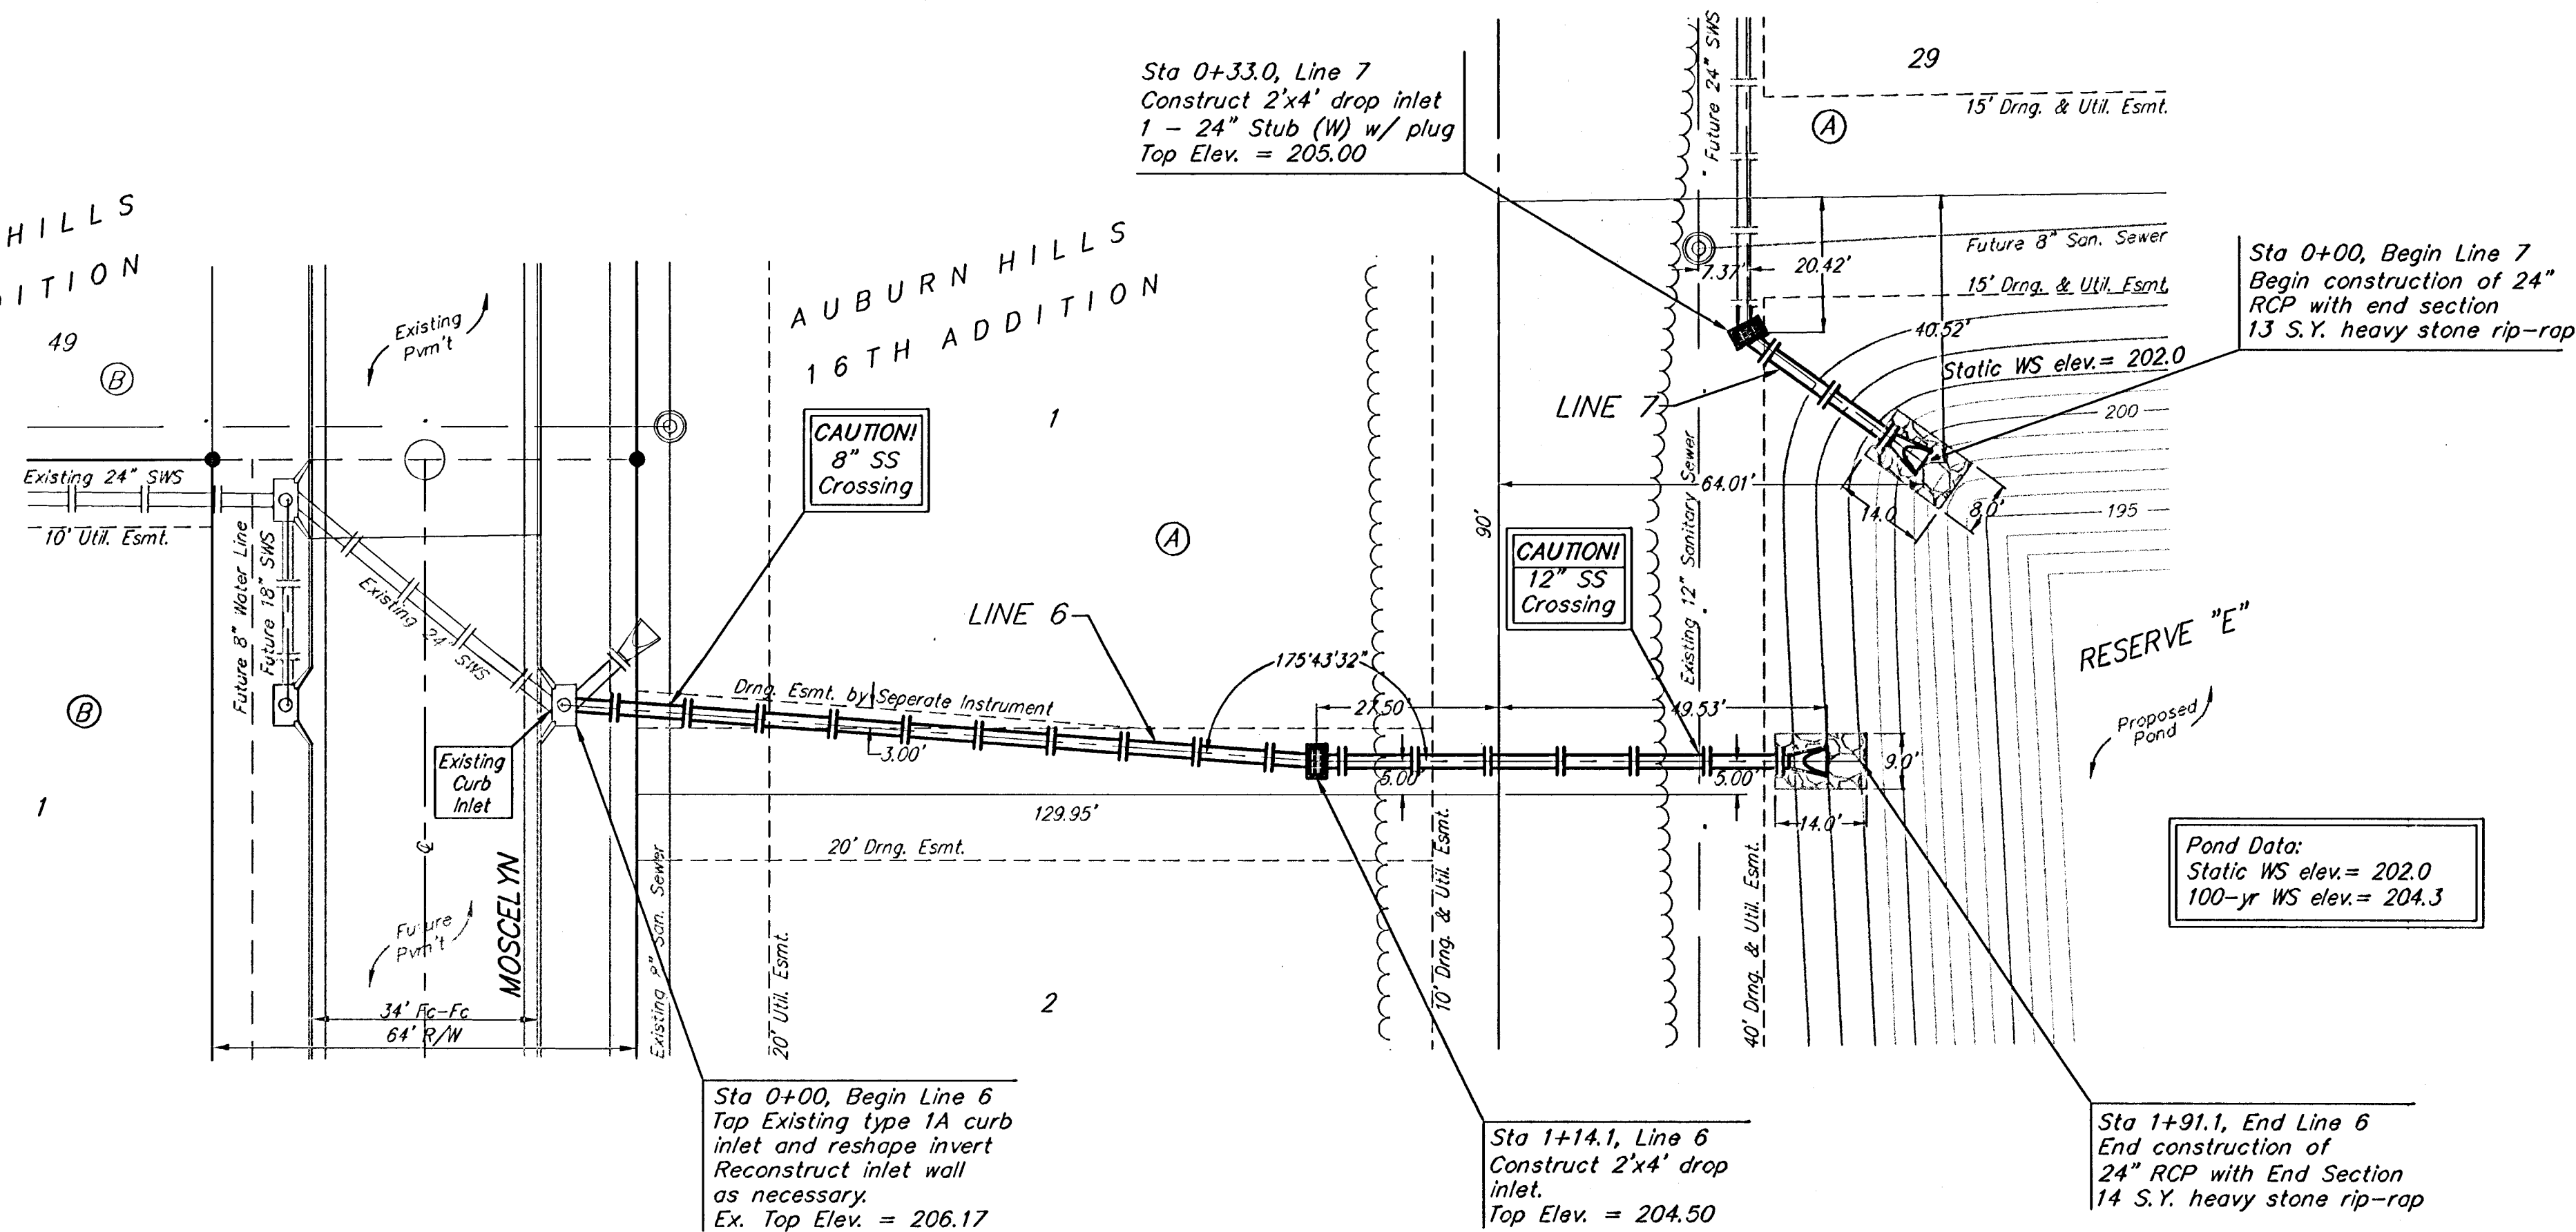 Sta 0+33.0, Line 7
Construct 2'x4' drop inlet
1 - 24" Stub (W) w/ plug
Top Elev. = 205.00
Future 24" SWS
29
15' Drng. & Util. Esmt.
A
HILLS
DITION
49
B
Existing
Pvm't
AUBURN HILLS
16TH ADDITION
1
A
CAUTION!
8" SS
Crossing
7.37'
20.42'
Future 8" San. Sewer
15' Drng. & Util. Esmt.
40.52'
Static WS elev.= 202.0
200
195
Sta 0+00, Begin Line 7
Begin construction of 24"
RCP with end section
13 S.Y. heavy stone rip-rap
LINE 7
64.01'
14.0
8.0'
90'
Existing 24" SWS
10' Util. Esmt.
Future 8" Water Line
Future 18" SWS
Existing 24" SWS
B
1
Existing
Curb
Inlet
LINE 6
Drng. Esmt. by Seperate Instrument
3.00'
175°43'32"
27.50'
49.53'
CAUTION!
12" SS
Crossing
Existing 12" Sanitary Sewer
5.00'
5.00'
9.0'
14.0'
129.95'
20' Drng. Esmt.
RESERVE "E"
Proposed
Pond
Pond Data:
Static WS elev.= 202.0
100-yr WS elev.= 204.3
Future
Pvm't
MOSCELYN
34' Fc-Fc
64' R/W
Existing 8" San. Sewer
20' Util. Esmt.
2
10' Drng. & Util. Esmt.
40' Drng. & Util. Esmt.
Sta 0+00, Begin Line 6
Tap Existing type 1A curb
inlet and reshape invert
Reconstruct inlet wall
as necessary.
Ex. Top Elev. = 206.17
Sta 1+14.1, Line 6
Construct 2'x4' drop
inlet.
Top Elev. = 204.50
Sta 1+91.1, End Line 6
End construction of
24" RCP with End Section
14 S.Y. heavy stone rip-rap